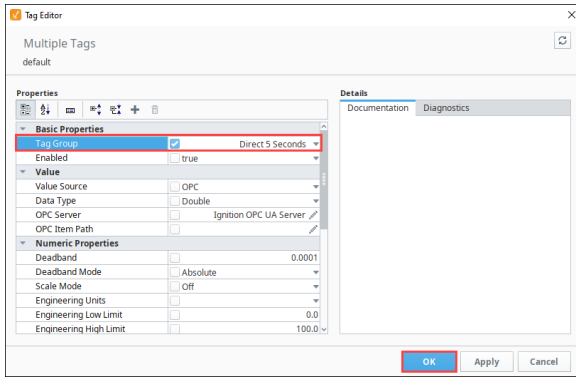 Tag Editor
Multiple Tags
default
Properties
Details
Documentation Diagnostics
Basic Properties
Tag Group Direct 5 Seconds
Enabled true
Value
Value Source OPC
Data Type Double
OPC Server Ignition OPC UA Server
OPC Item Path
Numeric Properties
Deadband 0.0001
Deadband Mode Absolute
Scale Mode Off
Engineering Units
Engineering Low Limit 0.0
Engineering High Limit 100.0
OK Apply Cancel